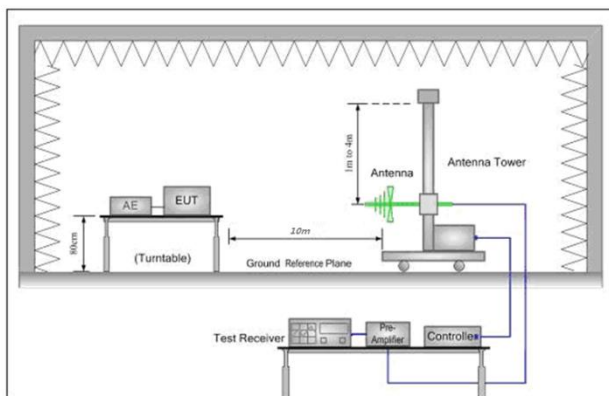 1m to 4m
Antenna
Antenna Tower
AE
EUT
80cm
(Turntable)
10m
Ground Reference Plane
Test Receiver
Pre-
Amplifier
Controller